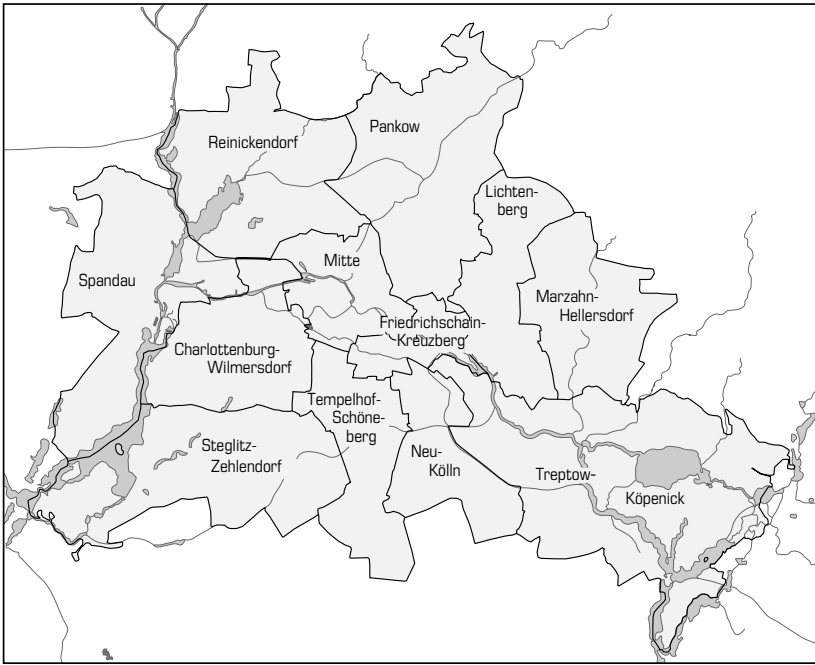 Reinickendorf
Pankow
Lichten-
berg
Spandau
Mitte
Marzahn-
Hellersdorf
Friedrichschain-
Kreuzberg
Charlottenburg-
Wilmersdorf
Tempelhof-
Schöne-
berg
Steglitz-
Zehlendorf
Neu-
Kölln
Treptow-
Köpenick